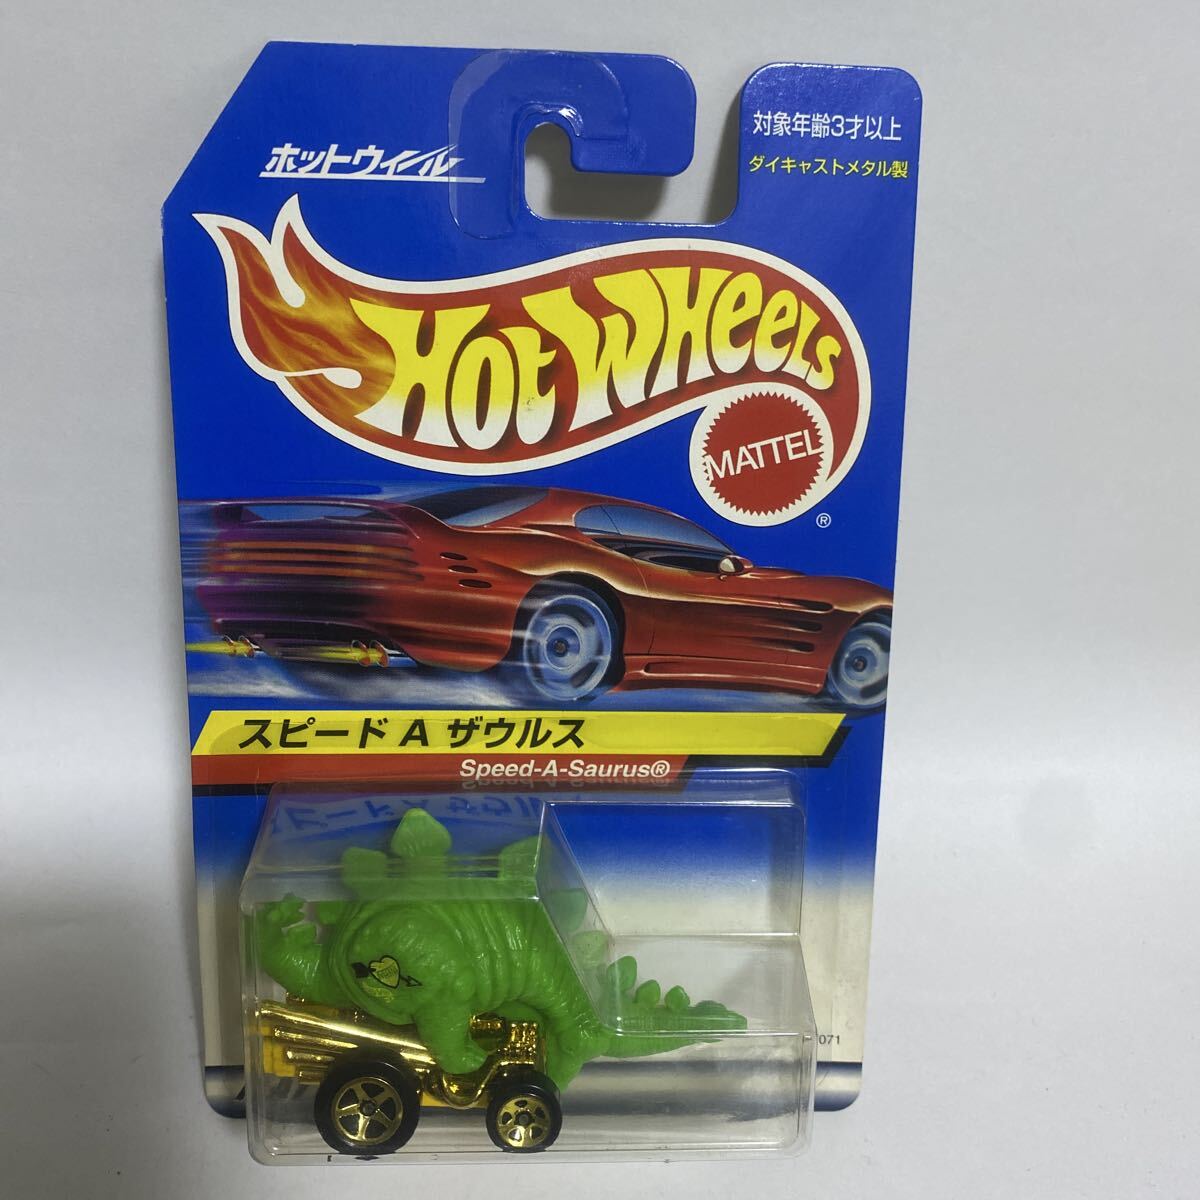 対象年齢3才以上
ダイキャストメタル製
ホットウィール
HOT WHEELS
MATTEL
®
スピード A ザウルス
Speed-A-Saurus®
071